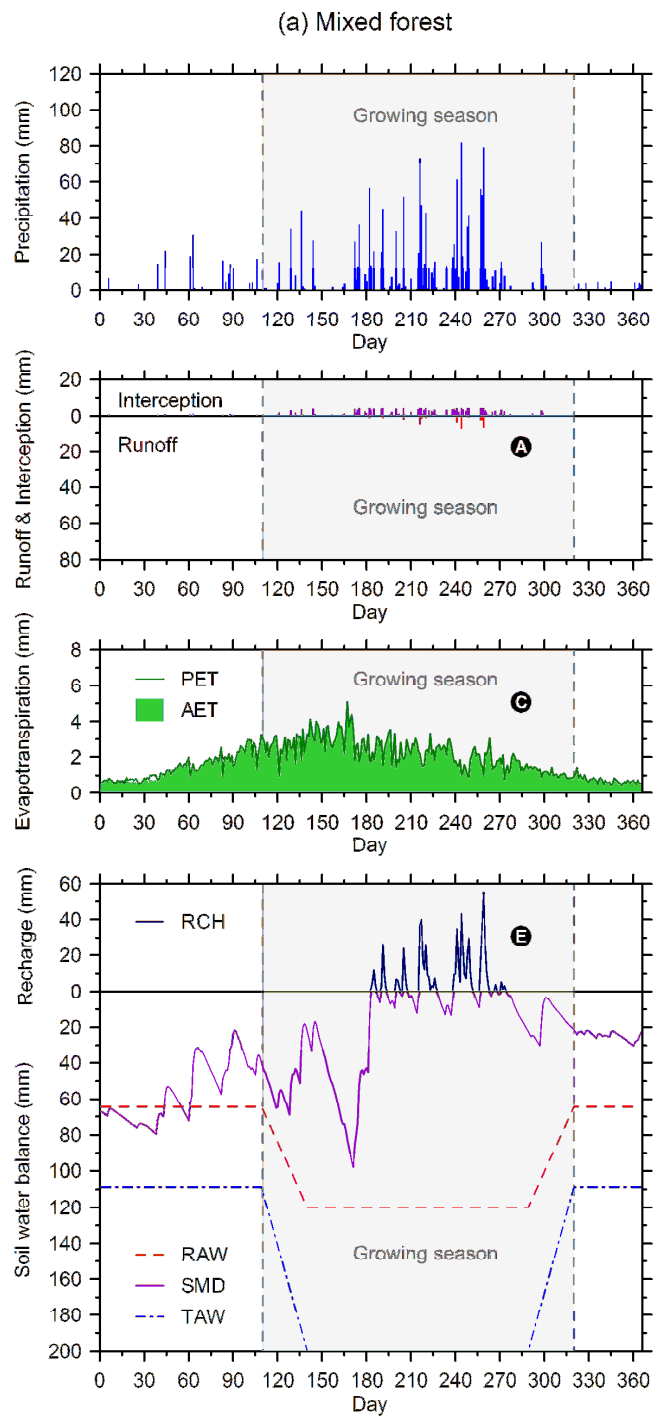 (a) Mixed forest
Precipitation (mm)
120
100
80
60
40
20
0
Growing season
0 30 60 90 120 150 180 210 240 270 300 330 360
Day
Runoff & Interception (mm)
20
0
20
40
60
80
Interception
Runoff
A
Growing season
0 30 60 90 120 150 180 210 240 270 300 330 360
Day
Evapotranspiration (mm)
8
6
4
2
0
PET
AET
Growing season
C
0 30 60 90 120 150 180 210 240 270 300 330 360
Day
Recharge (mm)
60
40
20
0
RCH
E
Soil water balance (mm)
20
40
60
80
100
120
140
160
180
200
RAW
SMD
TAW
Growing season
0 30 60 90 120 150 180 210 240 270 300 330 360
Day